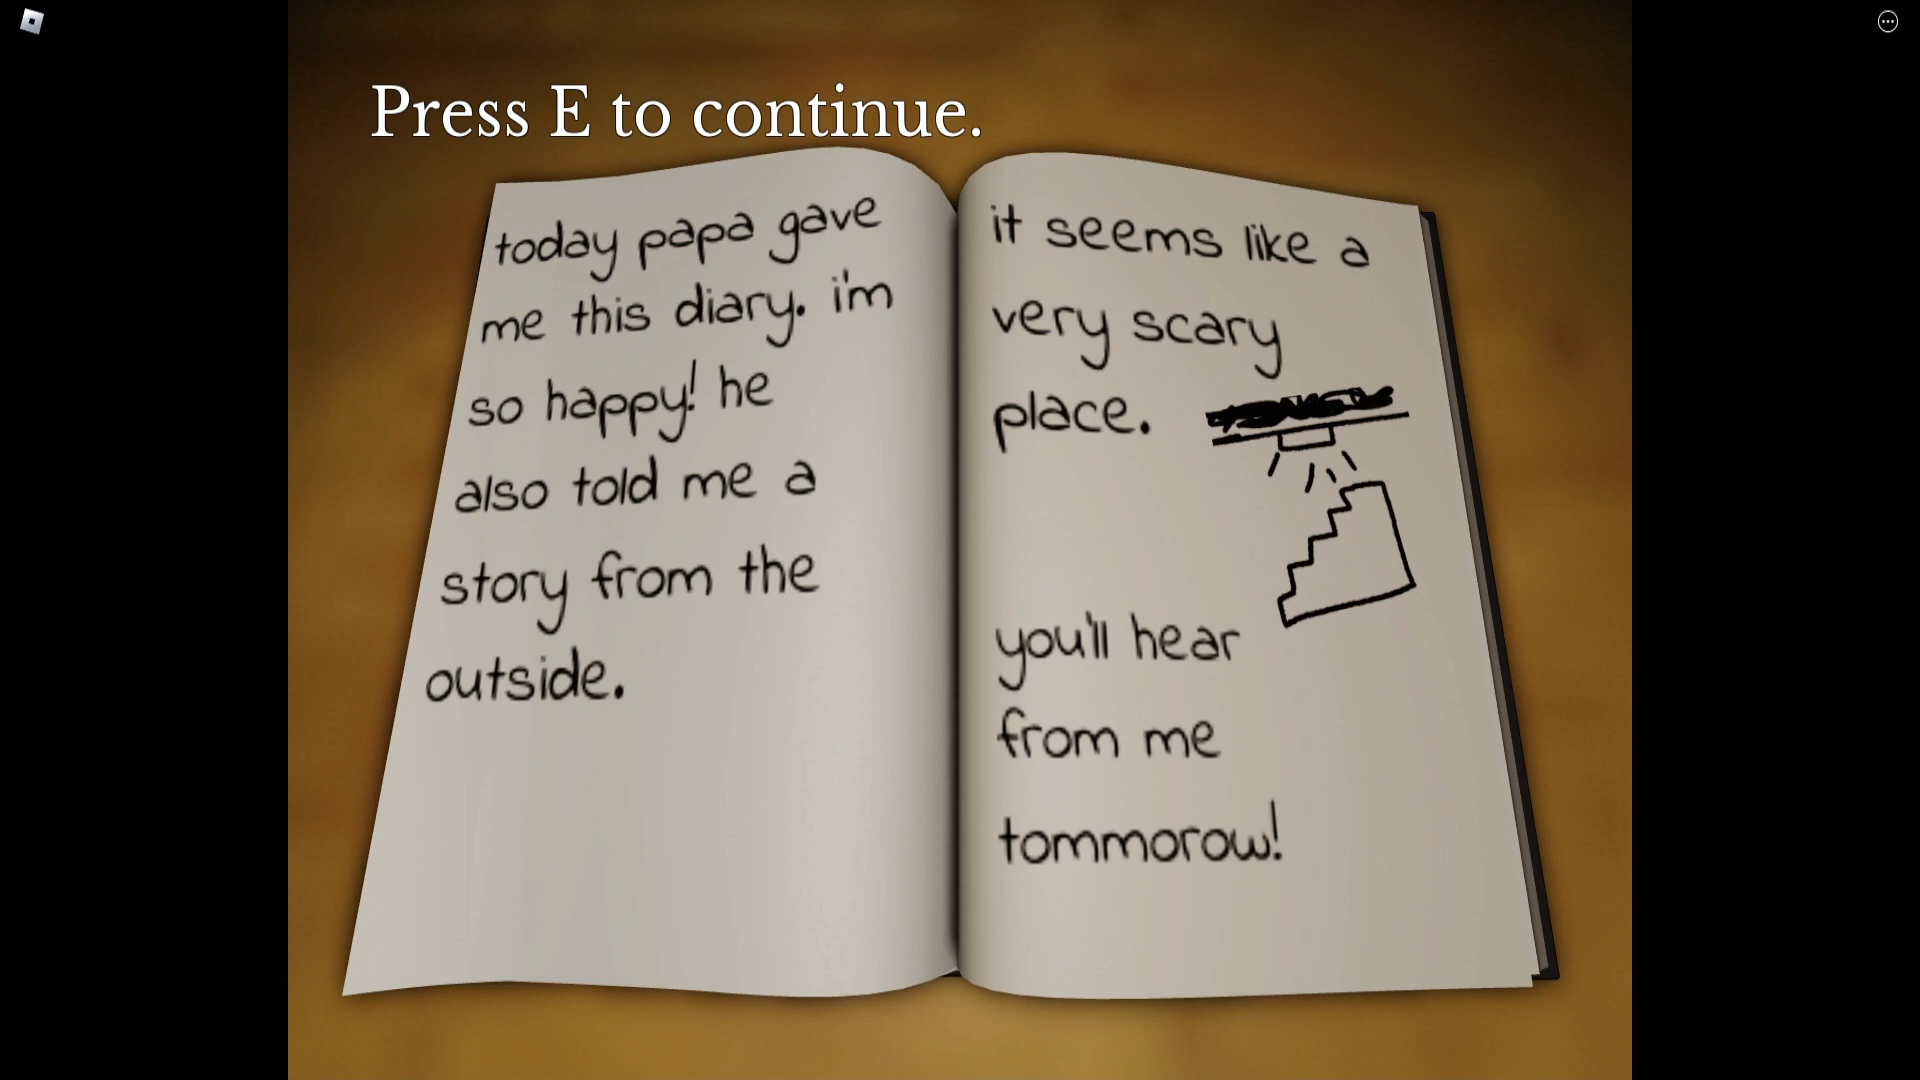 Press E to continue.
today papa gave
me this diary. i'm
so happy! he
also told me a
story from the
outside.
it seems like a
very scary
place.
you'll hear
from me
tommorow!